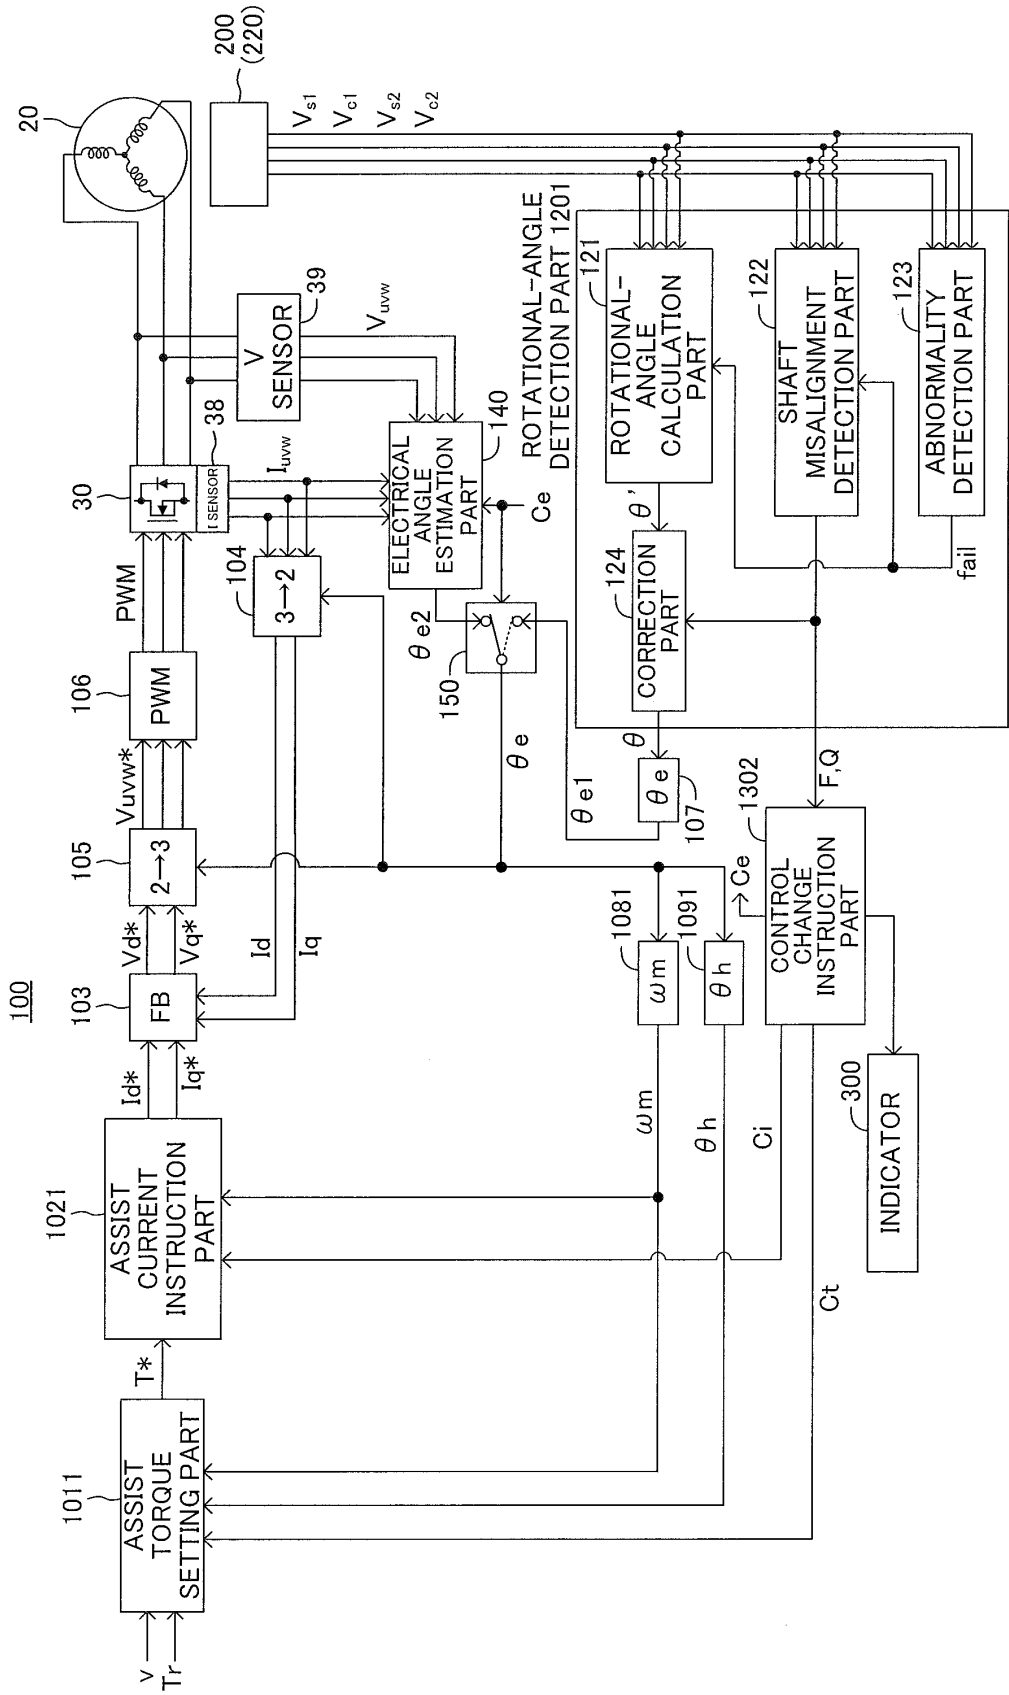 100
20
200
(220)
Vs1
Vc1
Vs2
Vc2
V
Tr
1011
ASSIST
TORQUE
SETTING PART
T*
1021
ASSIST
CURRENT
INSTRUCTION
PART
Id*
Iq*
103
FB
Vd*
Vq*
105
2→3
Vuvw*
106
PWM
PWM
30
I SENSOR
38
39
V
SENSOR
Iuvw
Vuvw
104
3→2
Id
Iq
140
ELECTRICAL
ANGLE
ESTIMATION
PART
Ce
θe2
150
θe
θe1
ROTATIONAL-ANGLE
DETECTION PART 1201
121
ROTATIONAL-
ANGLE
CALCULATION
PART
θ'
124
CORRECTION
PART
θ
θe
107
122
SHAFT
MISALIGNMENT
DETECTION PART
123
ABNORMALITY
DETECTION PART
fail
F,Q
1302
CONTROL
CHANGE
INSTRUCTION
PART
Ce
1081
ωm
1091
θh
ωm
θh
Ci
Ct
300
INDICATOR